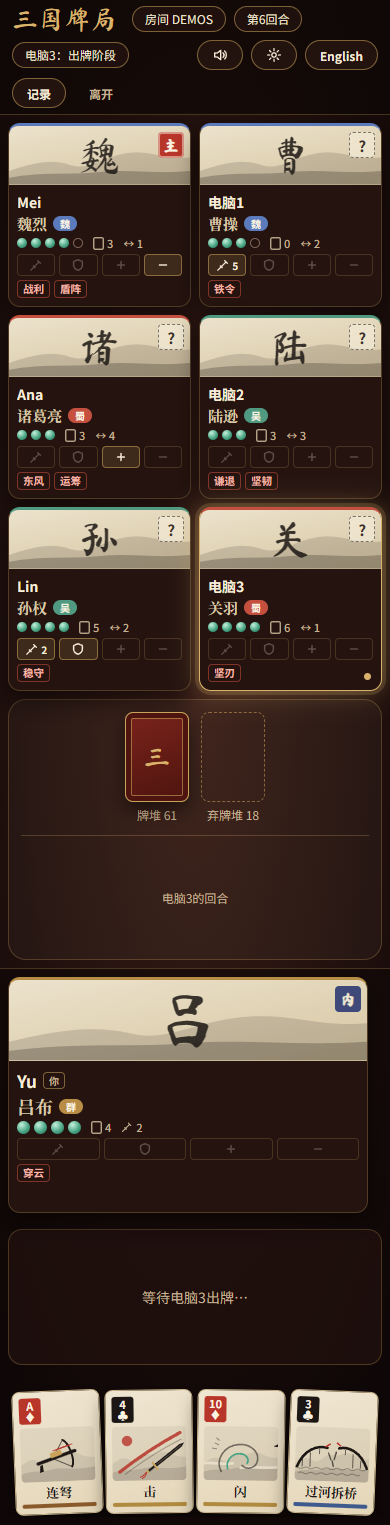 三国牌局
房间 DEMOS
第6回合
电脑3：出牌阶段
English
记录
离开
魏
主
Mei
魏烈 魏
3 ↔1
战利 盾阵
曹
?
电脑1
曹操 魏
0 ↔2
5
铁令
诸
?
Ana
诸葛亮 蜀
3 ↔4
+ −
东风 运筹
陆
?
电脑2
陆逊 吴
3 ↔3
+ −
谦退 坚韧
孙
?
Lin
孙权 吴
5 ↔2
2 + −
稳守
关
?
电脑3
关羽 蜀
6 ↔1
+ −
坚刃
三
牌堆 61
弃牌堆 18
电脑3的回合
吕
内
Yu 你
吕布 群
4 2
+ −
穿云
等待电脑3出牌…
A♦
连弩
4♣
击
10♦
闪
3♣
过河拆桥